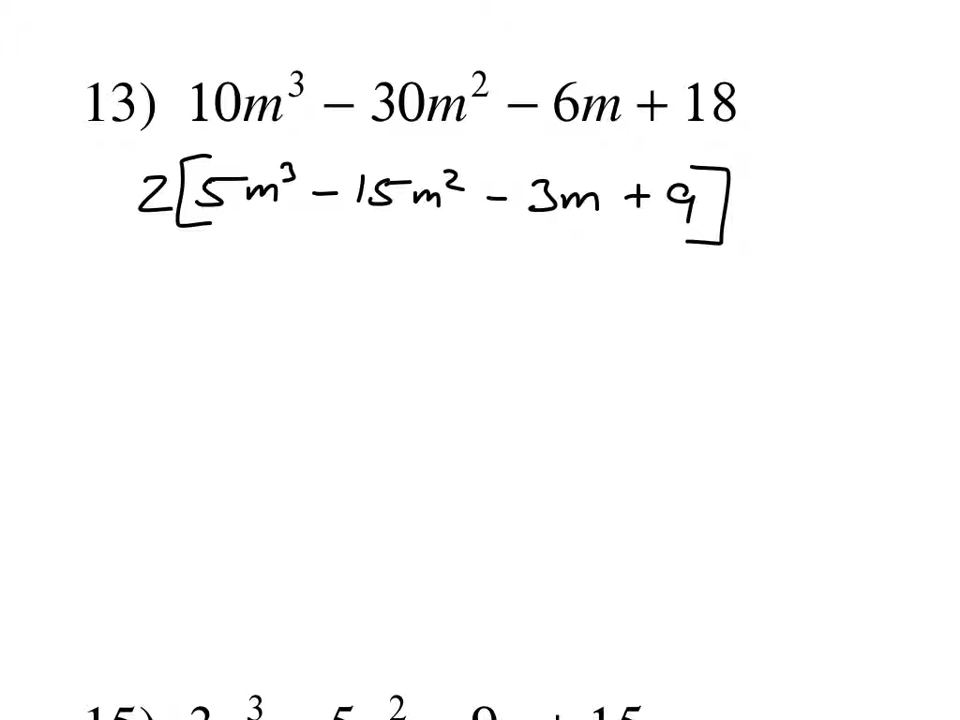 13) 10m³ − 30m² − 6m + 18
2[5m³ − 15m² − 3m + 9]